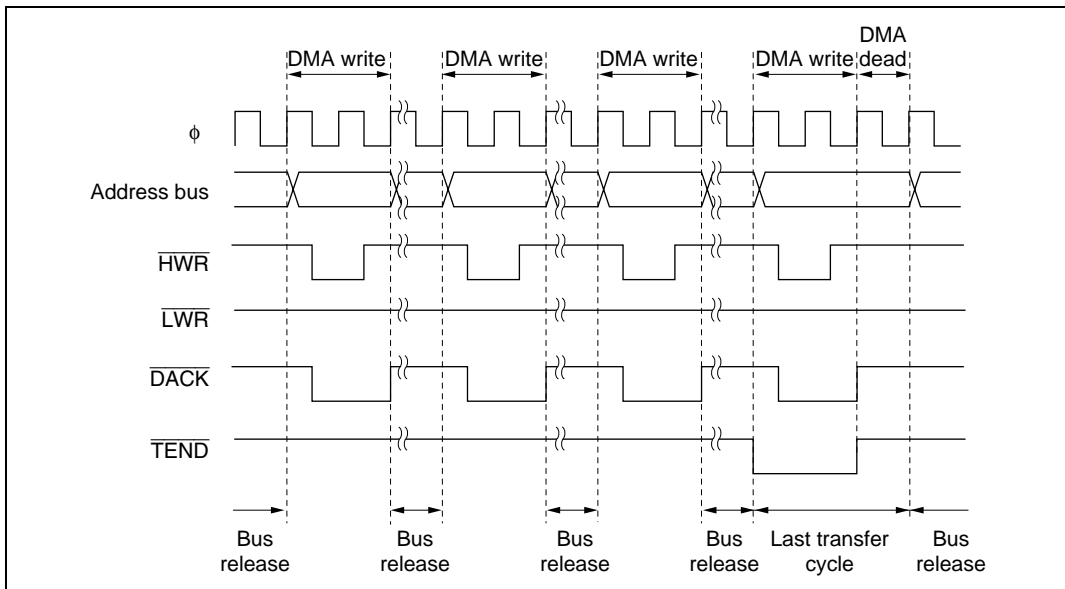 DMA
DMA write DMA write DMA write DMA write dead
φ
Address bus
HWR
LWR
DACK
TEND
Bus release
Bus release
Bus release
Bus release
Last transfer cycle
Bus release